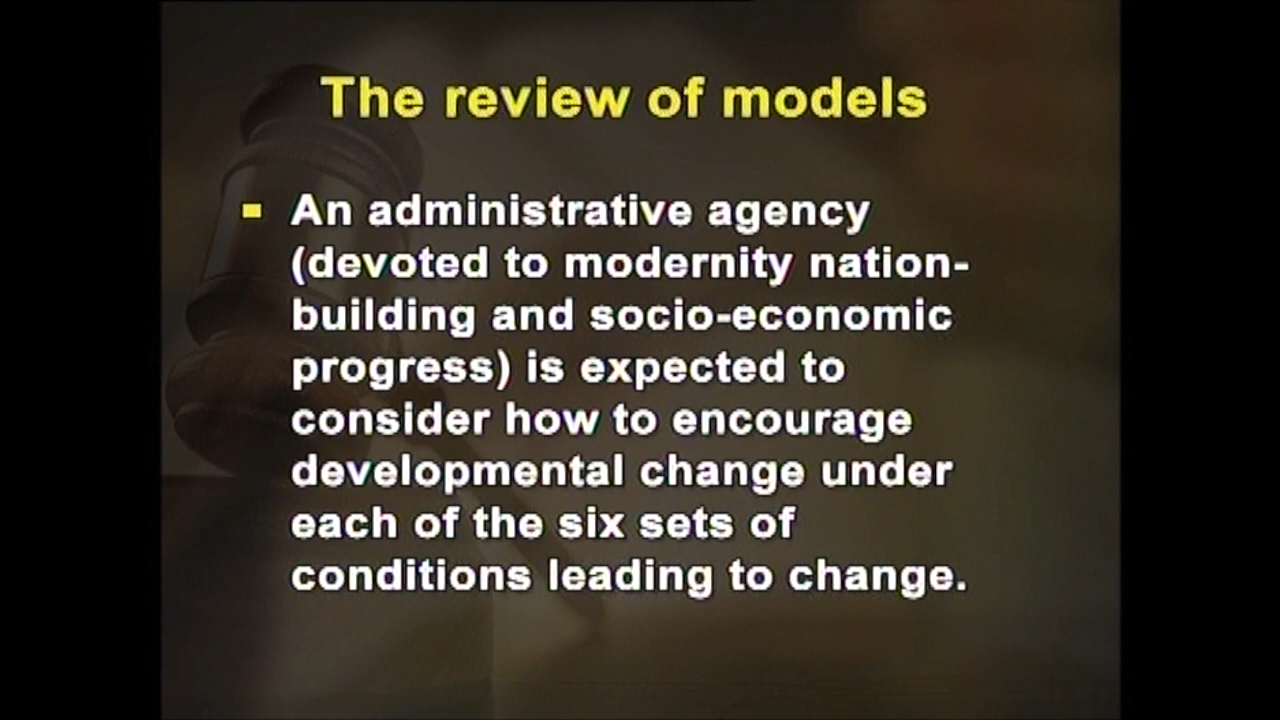 The review of models
An administrative agency
(devoted to modernity nation-
building and socio-economic
progress) is expected to
consider how to encourage
developmental change under
each of the six sets of
conditions leading to change.